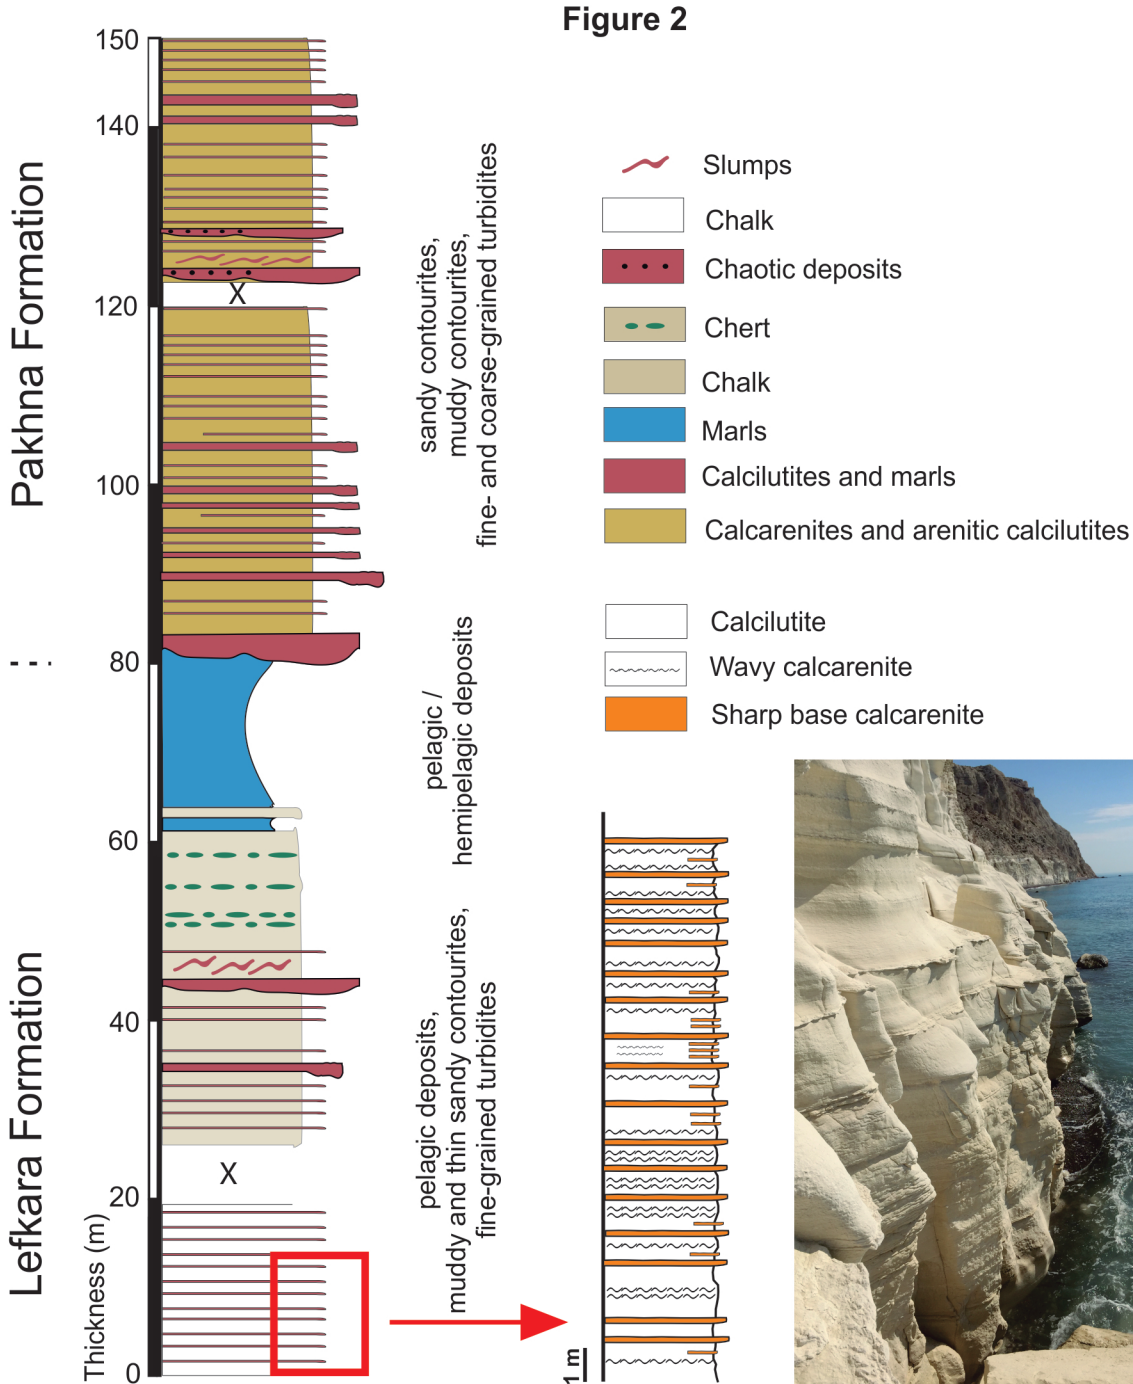 Figure 2
150
140
120
100
80
60
40
20
0
Thickness (m)
Pakhna Formation
Lefkara Formation
X
X
sandy contourites,
muddy contourites,
fine- and coarse-grained turbidites
pelagic /
hemipelagic deposits
pelagic deposits,
muddy and thin sandy contourites,
fine-grained turbidites
Slumps
Chalk
Chaotic deposits
Chert
Chalk
Marls
Calcilutites and marls
Calcarenites and arenitic calcilutites
Calcilutite
Wavy calcarenite
Sharp base calcarenite
1 m